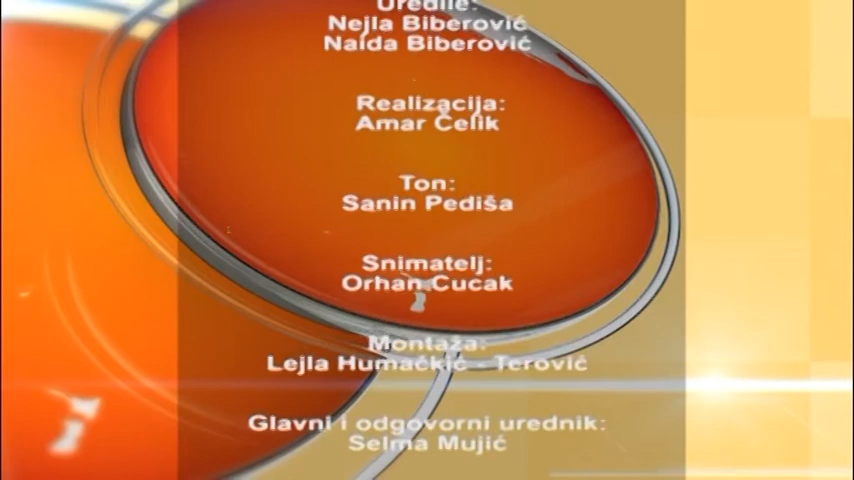 Uredile:
Nejla Biberović
Naida Biberović
Realizacija:
Amar Čelik
Ton:
Sanin Pediša
Snimatelj:
Orhan Cucak
Montaža:
Lejla Humačkić - Terović
Glavni i odgovorni urednik:
Selma Mujić